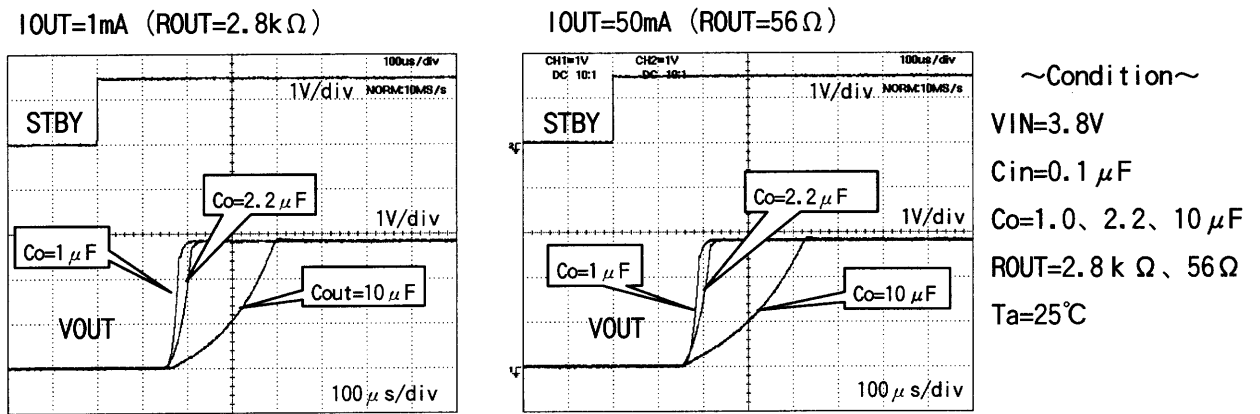 IOUT=1mA (ROUT=2.8kΩ)
100us/div
1V/div NORM:10MS/s
STBY
Co=2.2μF
1V/div
Co=1μF
Cout=10μF
VOUT
100μs/div
IOUT=50mA (ROUT=56Ω)
CH1=1V CH2=1V 100us/div
DC 10:1 DC 10:1
1V/div NORM:10MS/s
STBY
Co=2.2μF
1V/div
Co=1μF
Co=10μF
VOUT
100μs/div
~Condition~
VIN=3.8V
Cin=0.1μF
Co=1.0、2.2、10μF
ROUT=2.8kΩ、56Ω
Ta=25℃